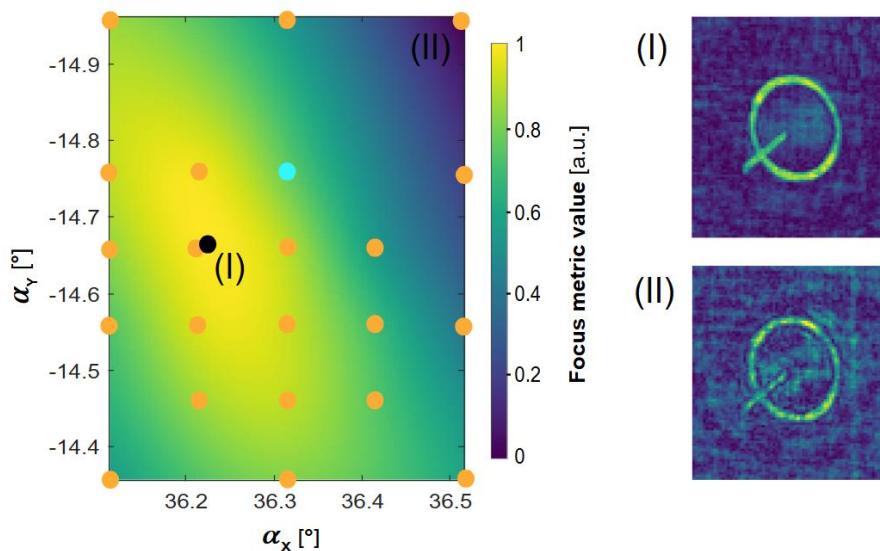 -14.9
-14.8
-14.7
-14.6
-14.5
-14.4
αY [°]
36.2
36.3
36.4
36.5
αX [°]
(II)
(I)
1
0.8
0.6
0.4
0.2
0
Focus metric value [a.u.]
(I)
(II)